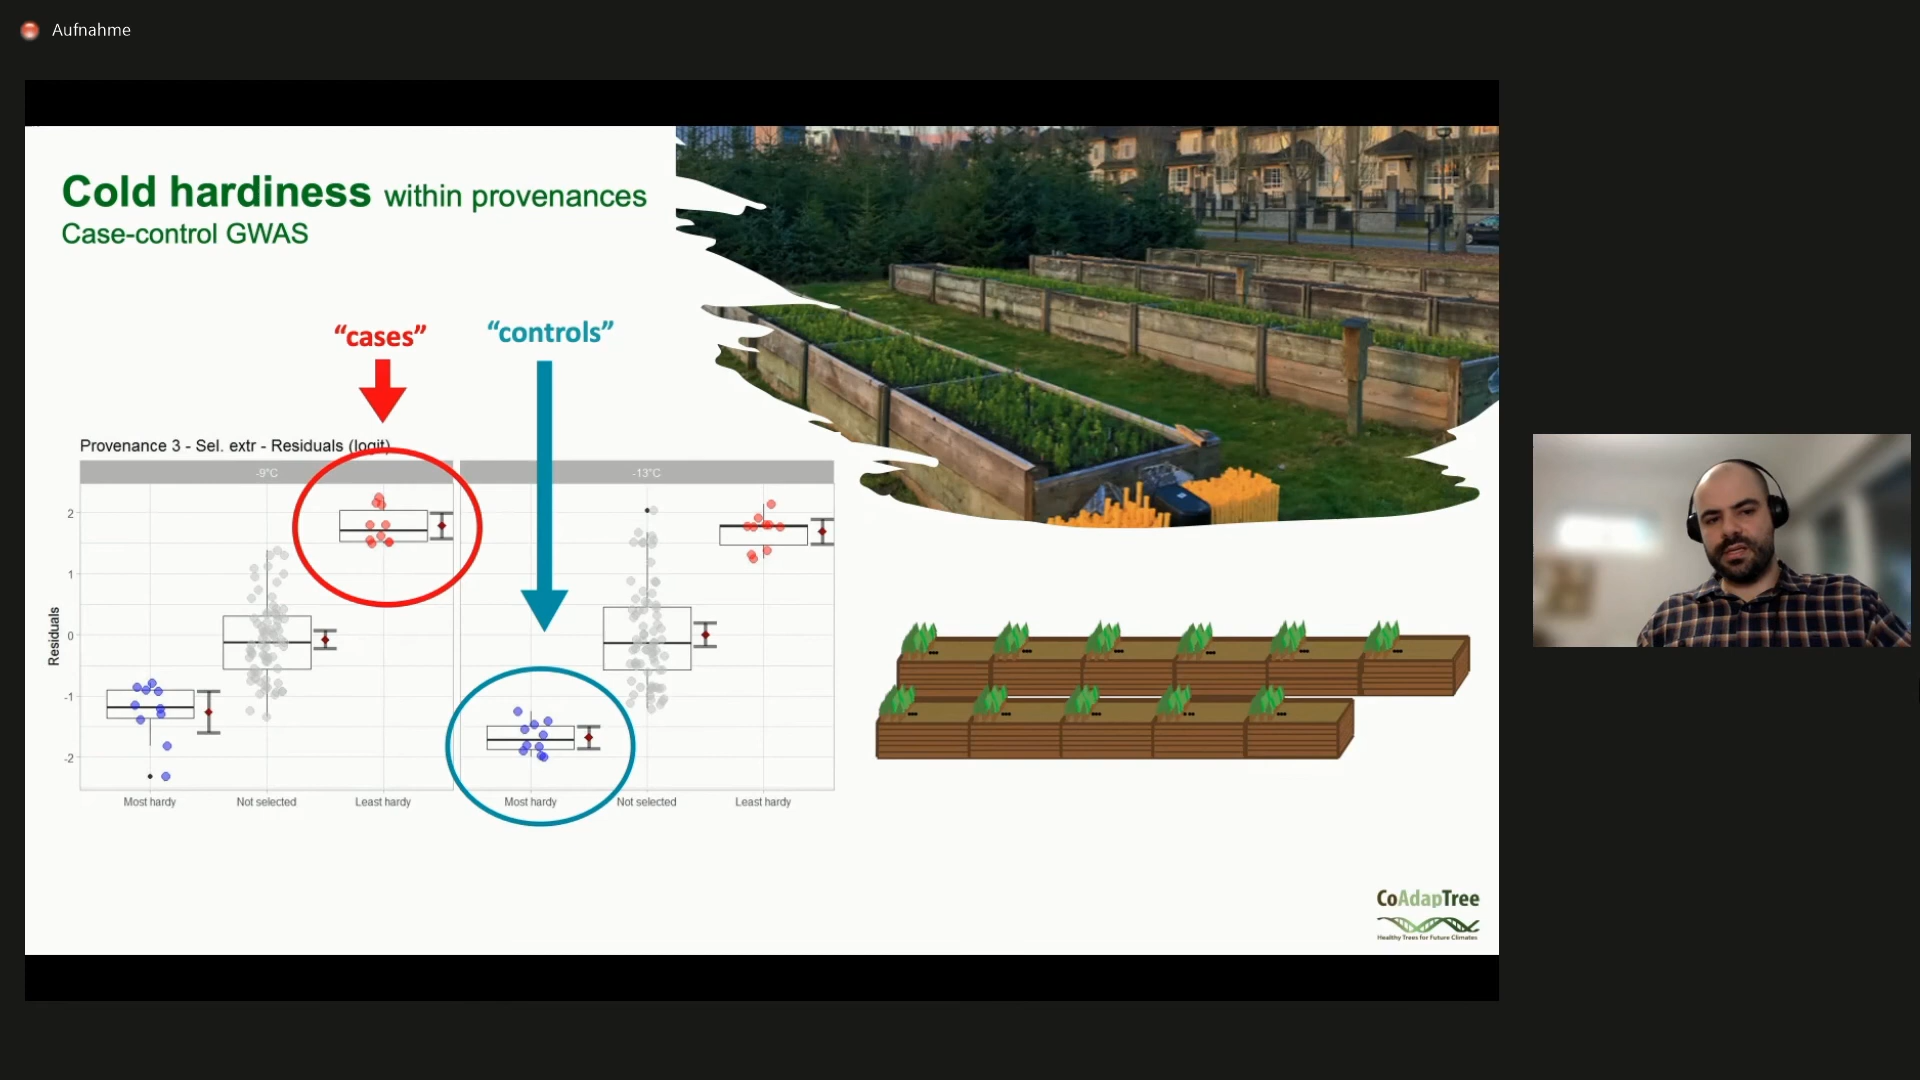 Aufnahme
Cold hardiness within provenances
Case-control GWAS
“cases”
“controls”
Provenance 3 - Sel. extr - Residuals (logit)
-9°C
-13°C
Residuals
2
1
0
-1
-2
Most hardy
Not selected
Least hardy
Most hardy
Not selected
Least hardy
CoAdapTree
Healthy Trees for Future Climates